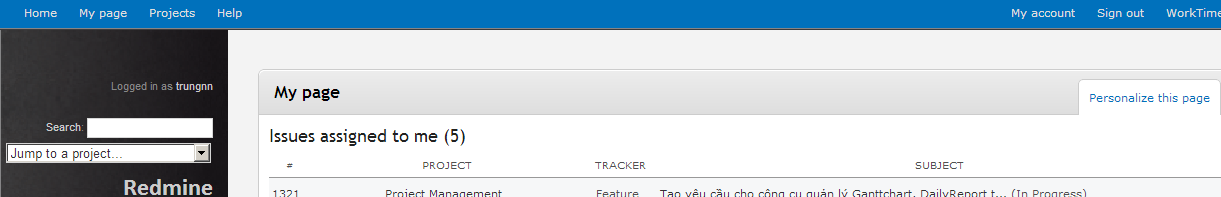 Home My page Projects Help My account Sign out WorkTime
Logged in as trungnn
My page
Personalize this page
Search:
Issues assigned to me (5)
Jump to a project...
# PROJECT TRACKER SUBJECT
Redmine
1321 Project Management Feature Tạo yêu cầu cho công cụ quản lý Ganttchart, DailyReport t... (In Progress)